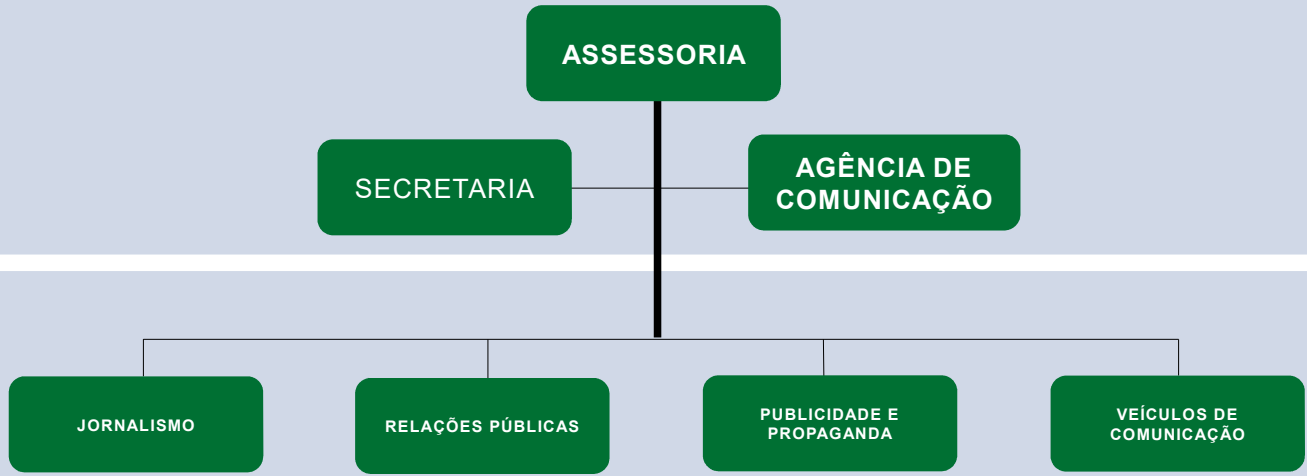 ASSESSORIA
SECRETARIA
AGÊNCIA DE
COMUNICAÇÃO
JORNALISMO
RELAÇÕES PÚBLICAS
PUBLICIDADE E
PROPAGANDA
VEÍCULOS DE
COMUNICAÇÃO